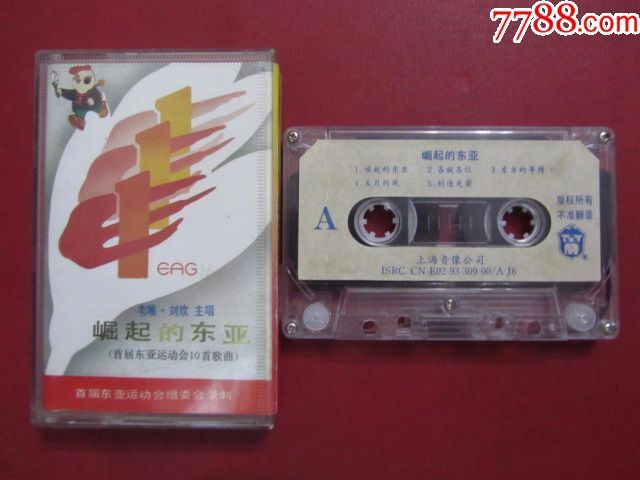 7788.com
EAG
韦唯·刘欢 主唱
崛起的东亚
(首届东亚运动会10首歌曲)
首届东亚运动会组委会录制
崛起的东亚
1.崛起的东亚 2.各就各位 3.东方的等待
4.五月的风 5.创造光荣
A
版权所有
不准翻录
上海音像公司
ISRC CN-E02-93-309-00/A·J6